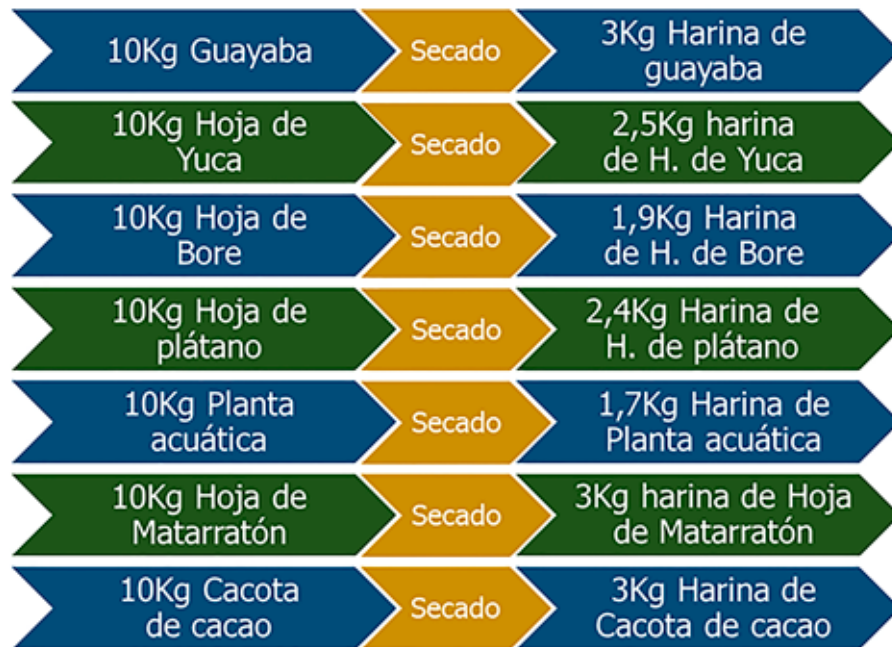 10Kg Guayaba
Secado
3Kg Harina de
guayaba
10Kg Hoja de
Yuca
Secado
2,5Kg harina
de H. de Yuca
10Kg Hoja de
Bore
Secado
1,9Kg Harina
de H. de Bore
10Kg Hoja de
plátano
Secado
2,4Kg Harina de
H. de plátano
10Kg Planta
acuática
Secado
1,7Kg Harina de
Planta acuática
10Kg Hoja de
Matarratón
Secado
3Kg harina de Hoja
de Matarratón
10Kg Cacota
de cacao
Secado
3Kg Harina de
Cacota de cacao